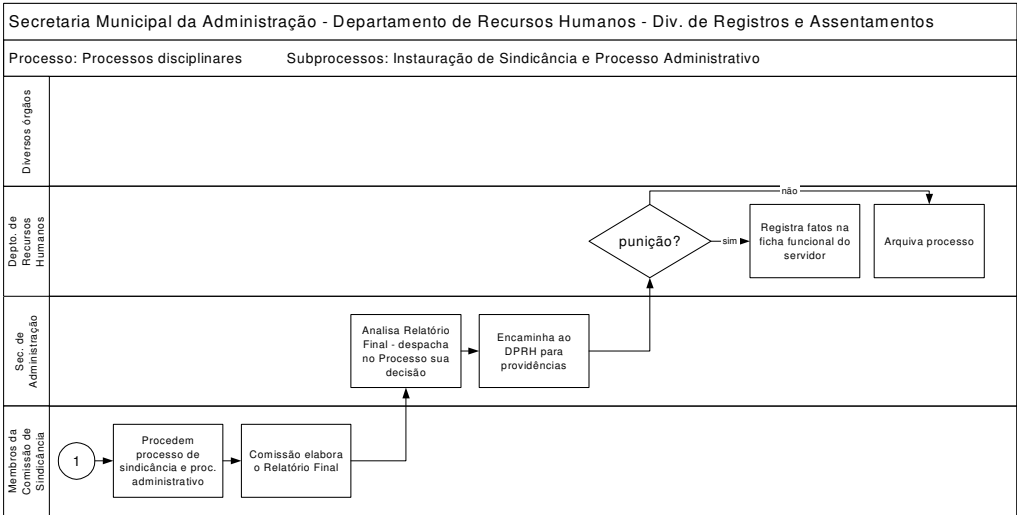 Secretaria Municipal da Administração - Departamento de Recursos Humanos - Div. de Registros e Assentamentos
Processo: Processos disciplinares Subprocessos: Instauração de Sindicância e Processo Administrativo
Diversos órgãos
Depto. de
Recursos
Humanos
não
punição?
sim
Registra fatos na
ficha funcional do
servidor
Arquiva processo
Sec. de
Administração
Analisa Relatório
Final - despacha
no Processo sua
decisão
Encaminha ao
DPRH para
providências
Membros da
Comissão de
Sindicância
1
Procedem
processo de
sindicância e proc.
administrativo
Comissão elabora
o Relatório Final